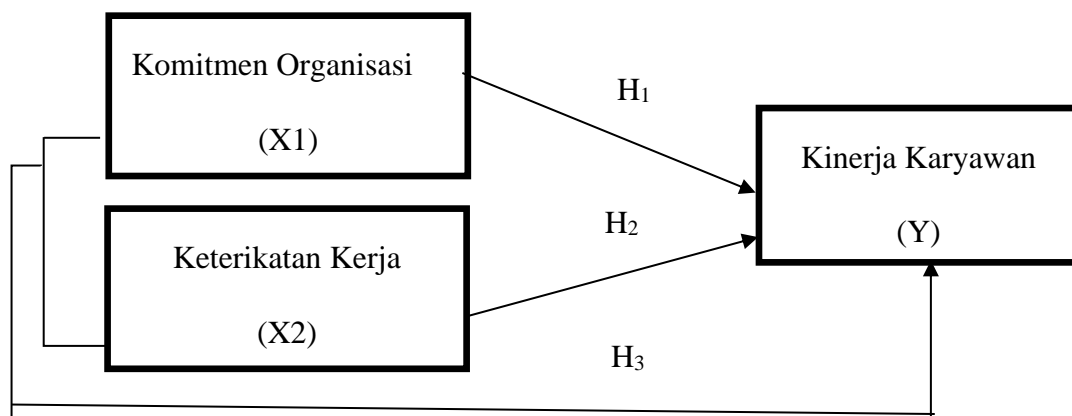 Komitmen Organisasi
(X1)
H₁
Kinerja Karyawan
(Y)
Keterikatan Kerja
(X2)
H₂
H₃